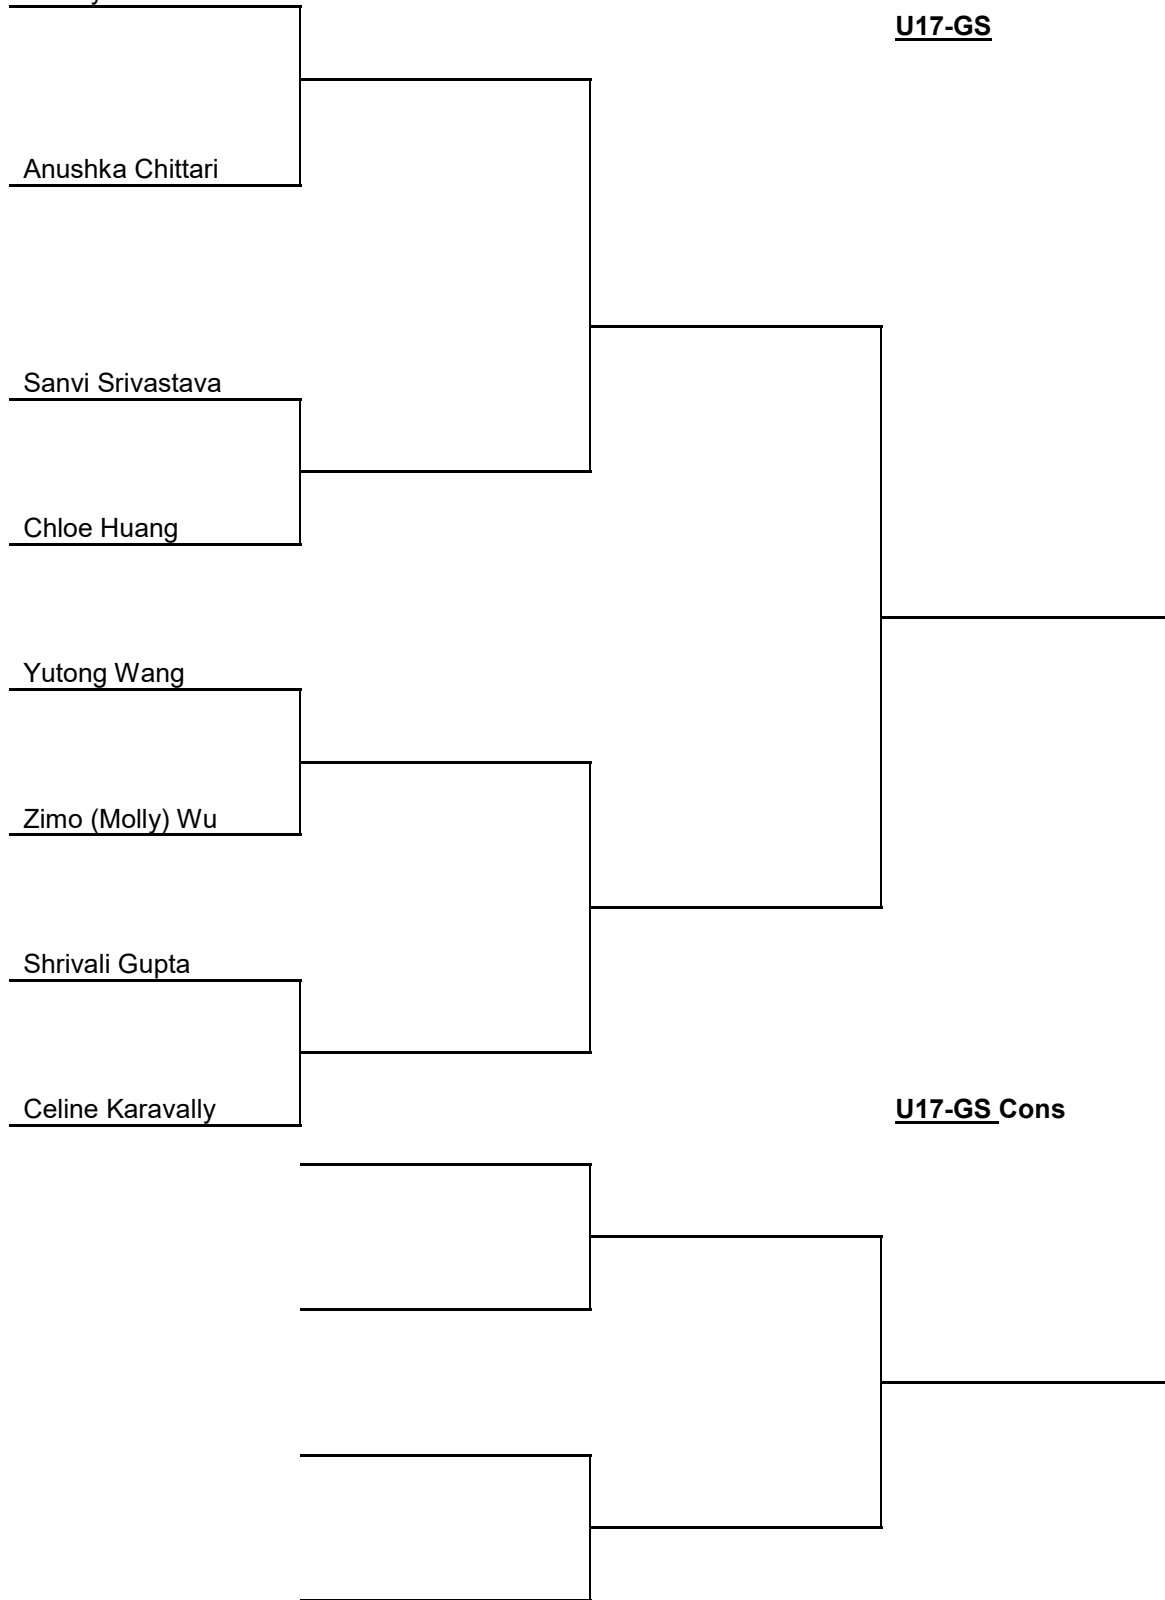 U17-GS
Anushka Chittari
Sanvi Srivastava
Chloe Huang
Yutong Wang
Zimo (Molly) Wu
Shrivali Gupta
Celine Karavally
U17-GS Cons